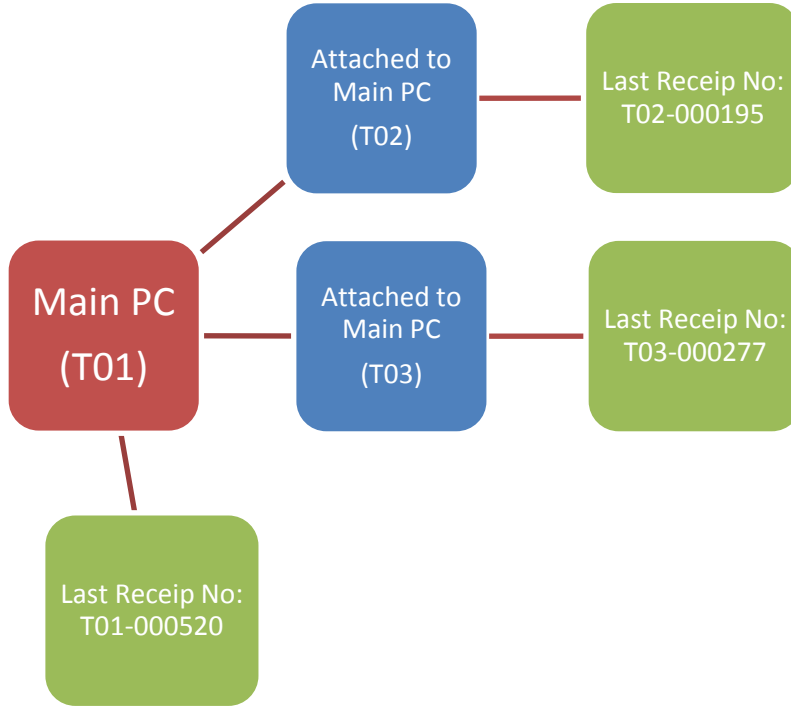 Attached to
Main PC
(T02)
Last Receip No:
T02-000195
Main PC
(T01)
Attached to
Main PC
(T03)
Last Receip No:
T03-000277
Last Receip No:
T01-000520